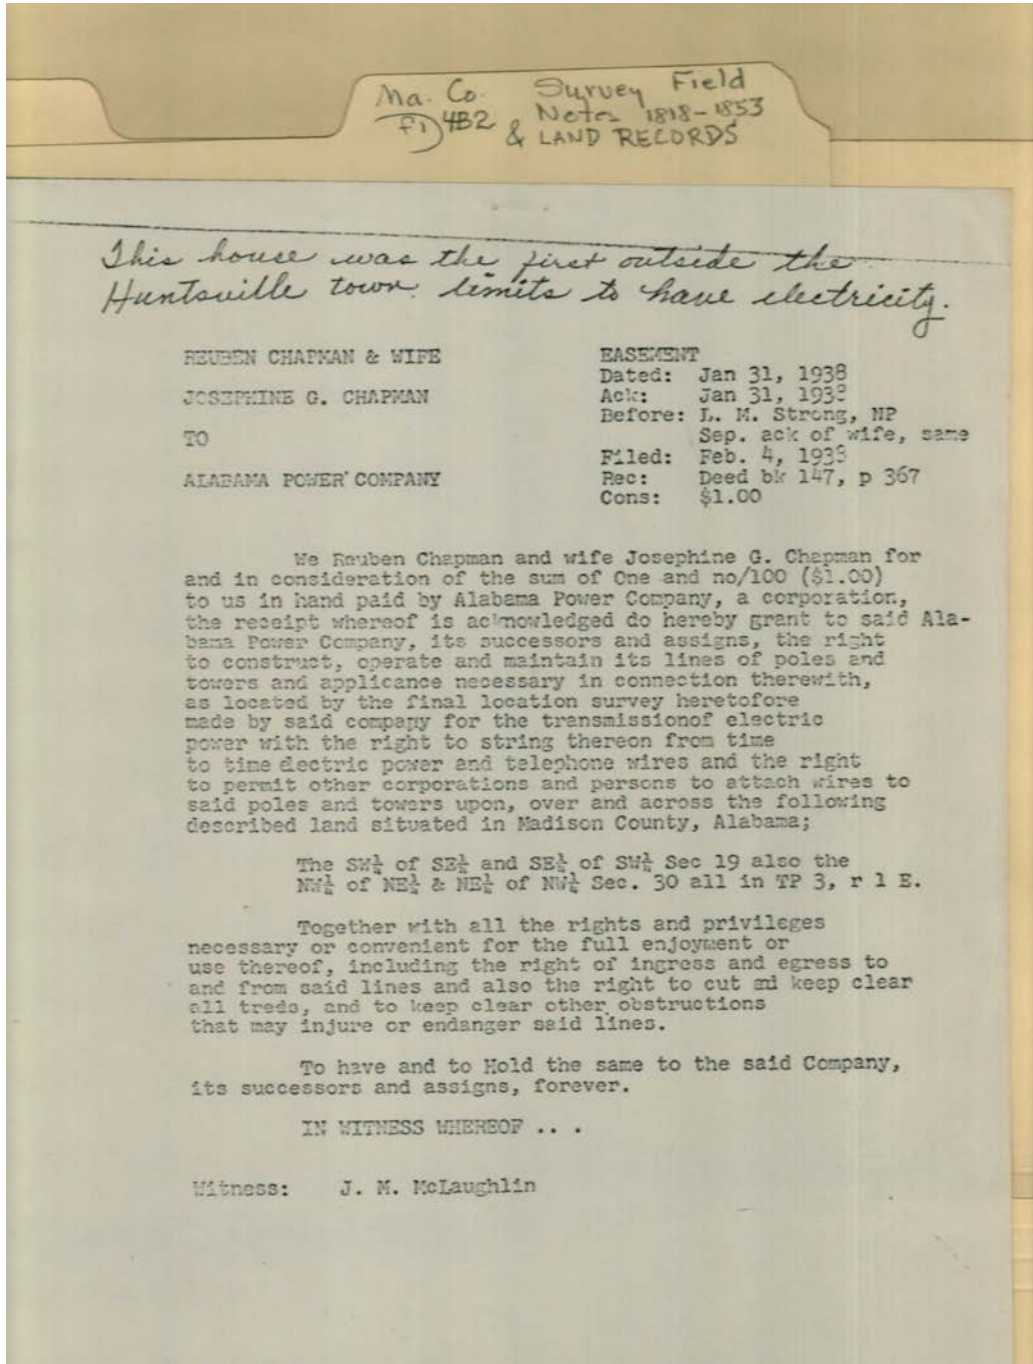 Ma. Co. Survey Field
F1) 4B2 Notes 1818-1853
& LAND RECORDS
This house was the first outside the
Huntsville town limits to have electricity.
REUBEN CHAPMAN & WIFE
JOSEPHINE G. CHAPMAN
TO
ALABAMA POWER COMPANY
EASEMENT
Dated: Jan 31, 1938
Ack: Jan 31, 1938
Before: L. M. Strong, NP
Sep. ack of wife, same
Filed: Feb. 4, 1938
Rec: Deed bk 147, p 367
Cons: $1.00
We Reuben Chapman and wife Josephine G. Chapman for
and in consideration of the sum of One and no/100 ($1.00)
to us in hand paid by Alabama Power Company, a corporation,
the receipt whereof is acknowledged do hereby grant to said Ala-
bama Power Company, its successors and assigns, the right
to construct, operate and maintain its lines of poles and
towers and applicance necessary in connection therewith,
as located by the final location survey heretofore
made by said company for the transmissionof electric
power with the right to string thereon from time
to time dectric power and telephone wires and the right
to permit other corporations and persons to attach wires to
said poles and towers upon, over and across the following
described land situated in Madison County, Alabama;
The SW¼ of SE¼ and SE¼ of SW¼ Sec 19 also the
NW¼ of NE¼ & NE¼ of NW¼ Sec. 30 all in TP 3, r 1 E.
Together with all the rights and privileges
necessary or convenient for the full enjoyment or
use thereof, including the right of ingress and egress to
and from said lines and also the right to cut ad keep clear
all treds, and to keep clear other obstructions
that may injure or endanger said lines.
To have and to Hold the same to the said Company,
its successors and assigns, forever.
IN WITNESS WHEREOF . . .
Witness: J. M. McLaughlin